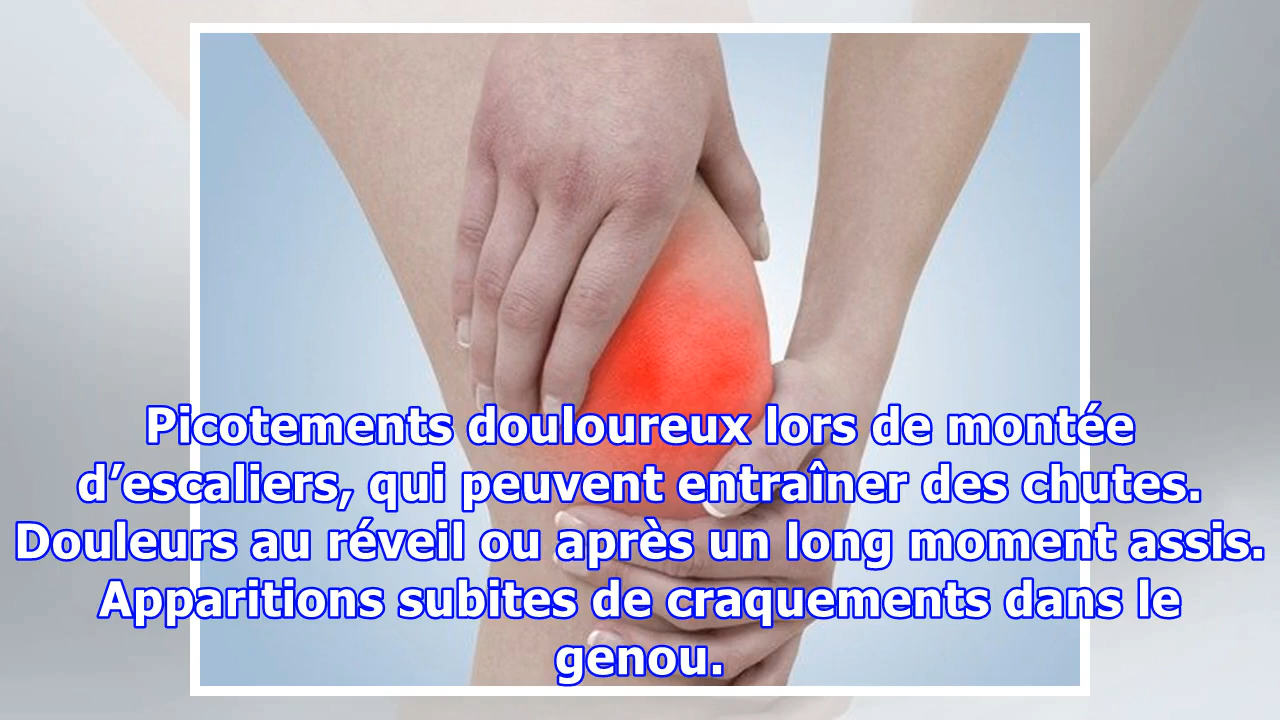 Picotements douloureux lors de montée
d’escaliers, qui peuvent entraîner des chutes.
Douleurs au réveil ou après un long moment assis.
Apparitions subites de craquements dans le
genou.